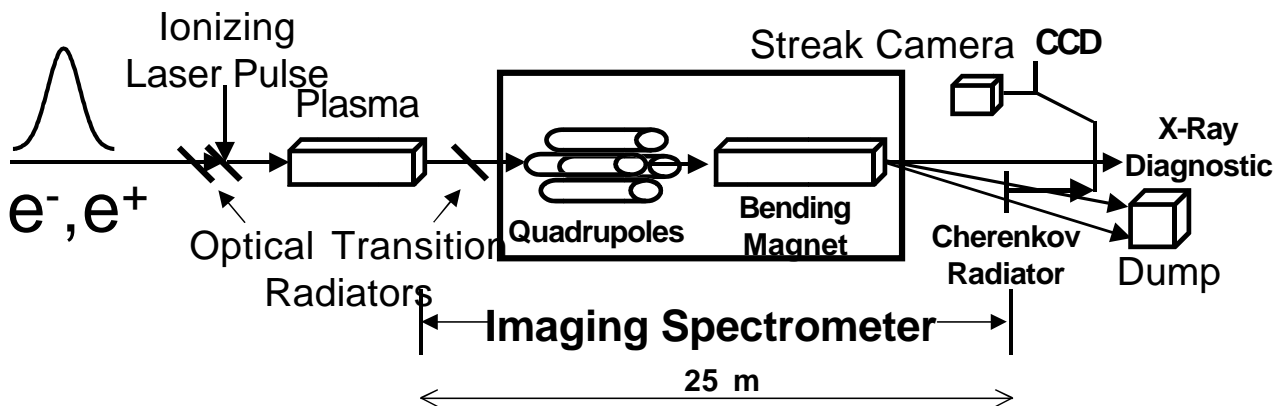 Ionizing
Laser Pulse
Plasma
Streak Camera
CCD
X-Ray
Diagnostic
e-,e+
Optical Transition
Radiators
Quadrupoles
Bending
Magnet
Cherenkov
Radiator
Dump
Imaging Spectrometer
25 m